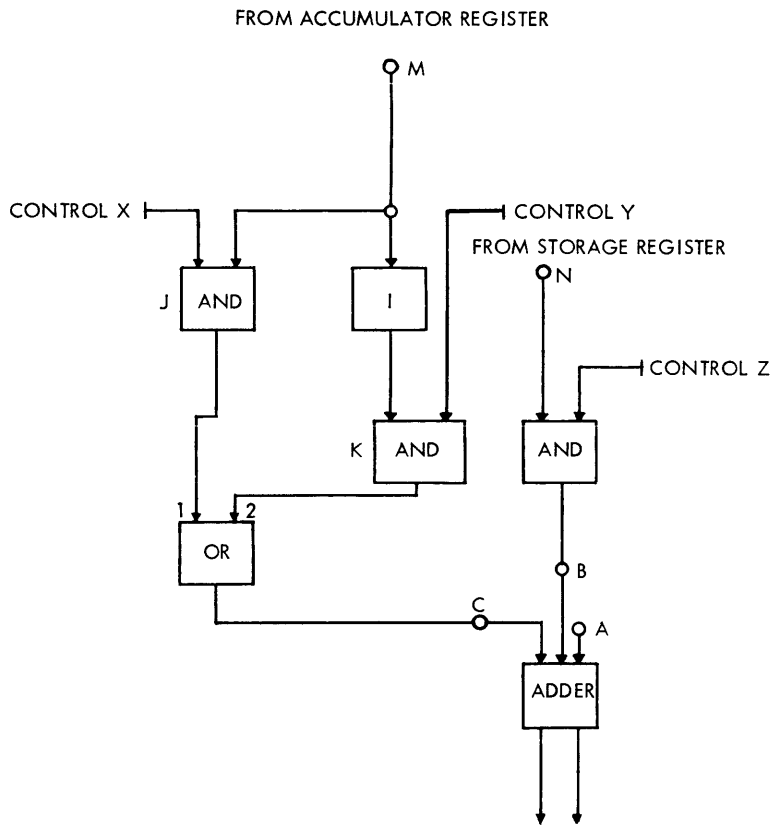 FROM ACCUMULATOR REGISTER
M
CONTROL X
CONTROL Y
FROM STORAGE REGISTER
N
J
AND
I
CONTROL Z
K
AND
AND
1
2
OR
B
C
A
ADDER